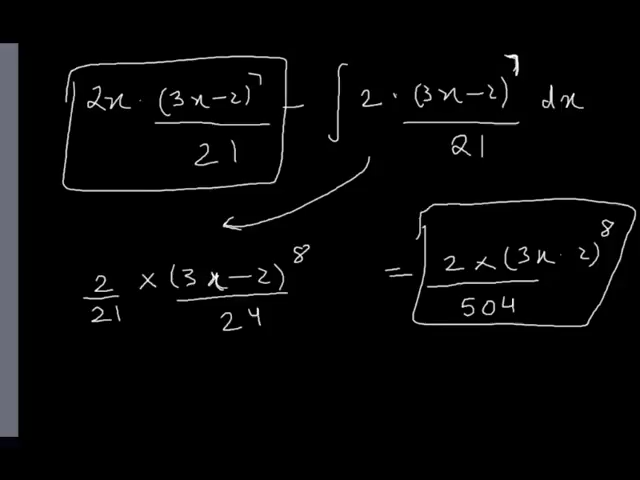 2x · (3x-2)^7 / 21 - ∫ 2 · (3x-2)^7 / 21 dx
2/21 × (3x-2)^8 / 24 = 2 × (3x · 2)^8 / 504